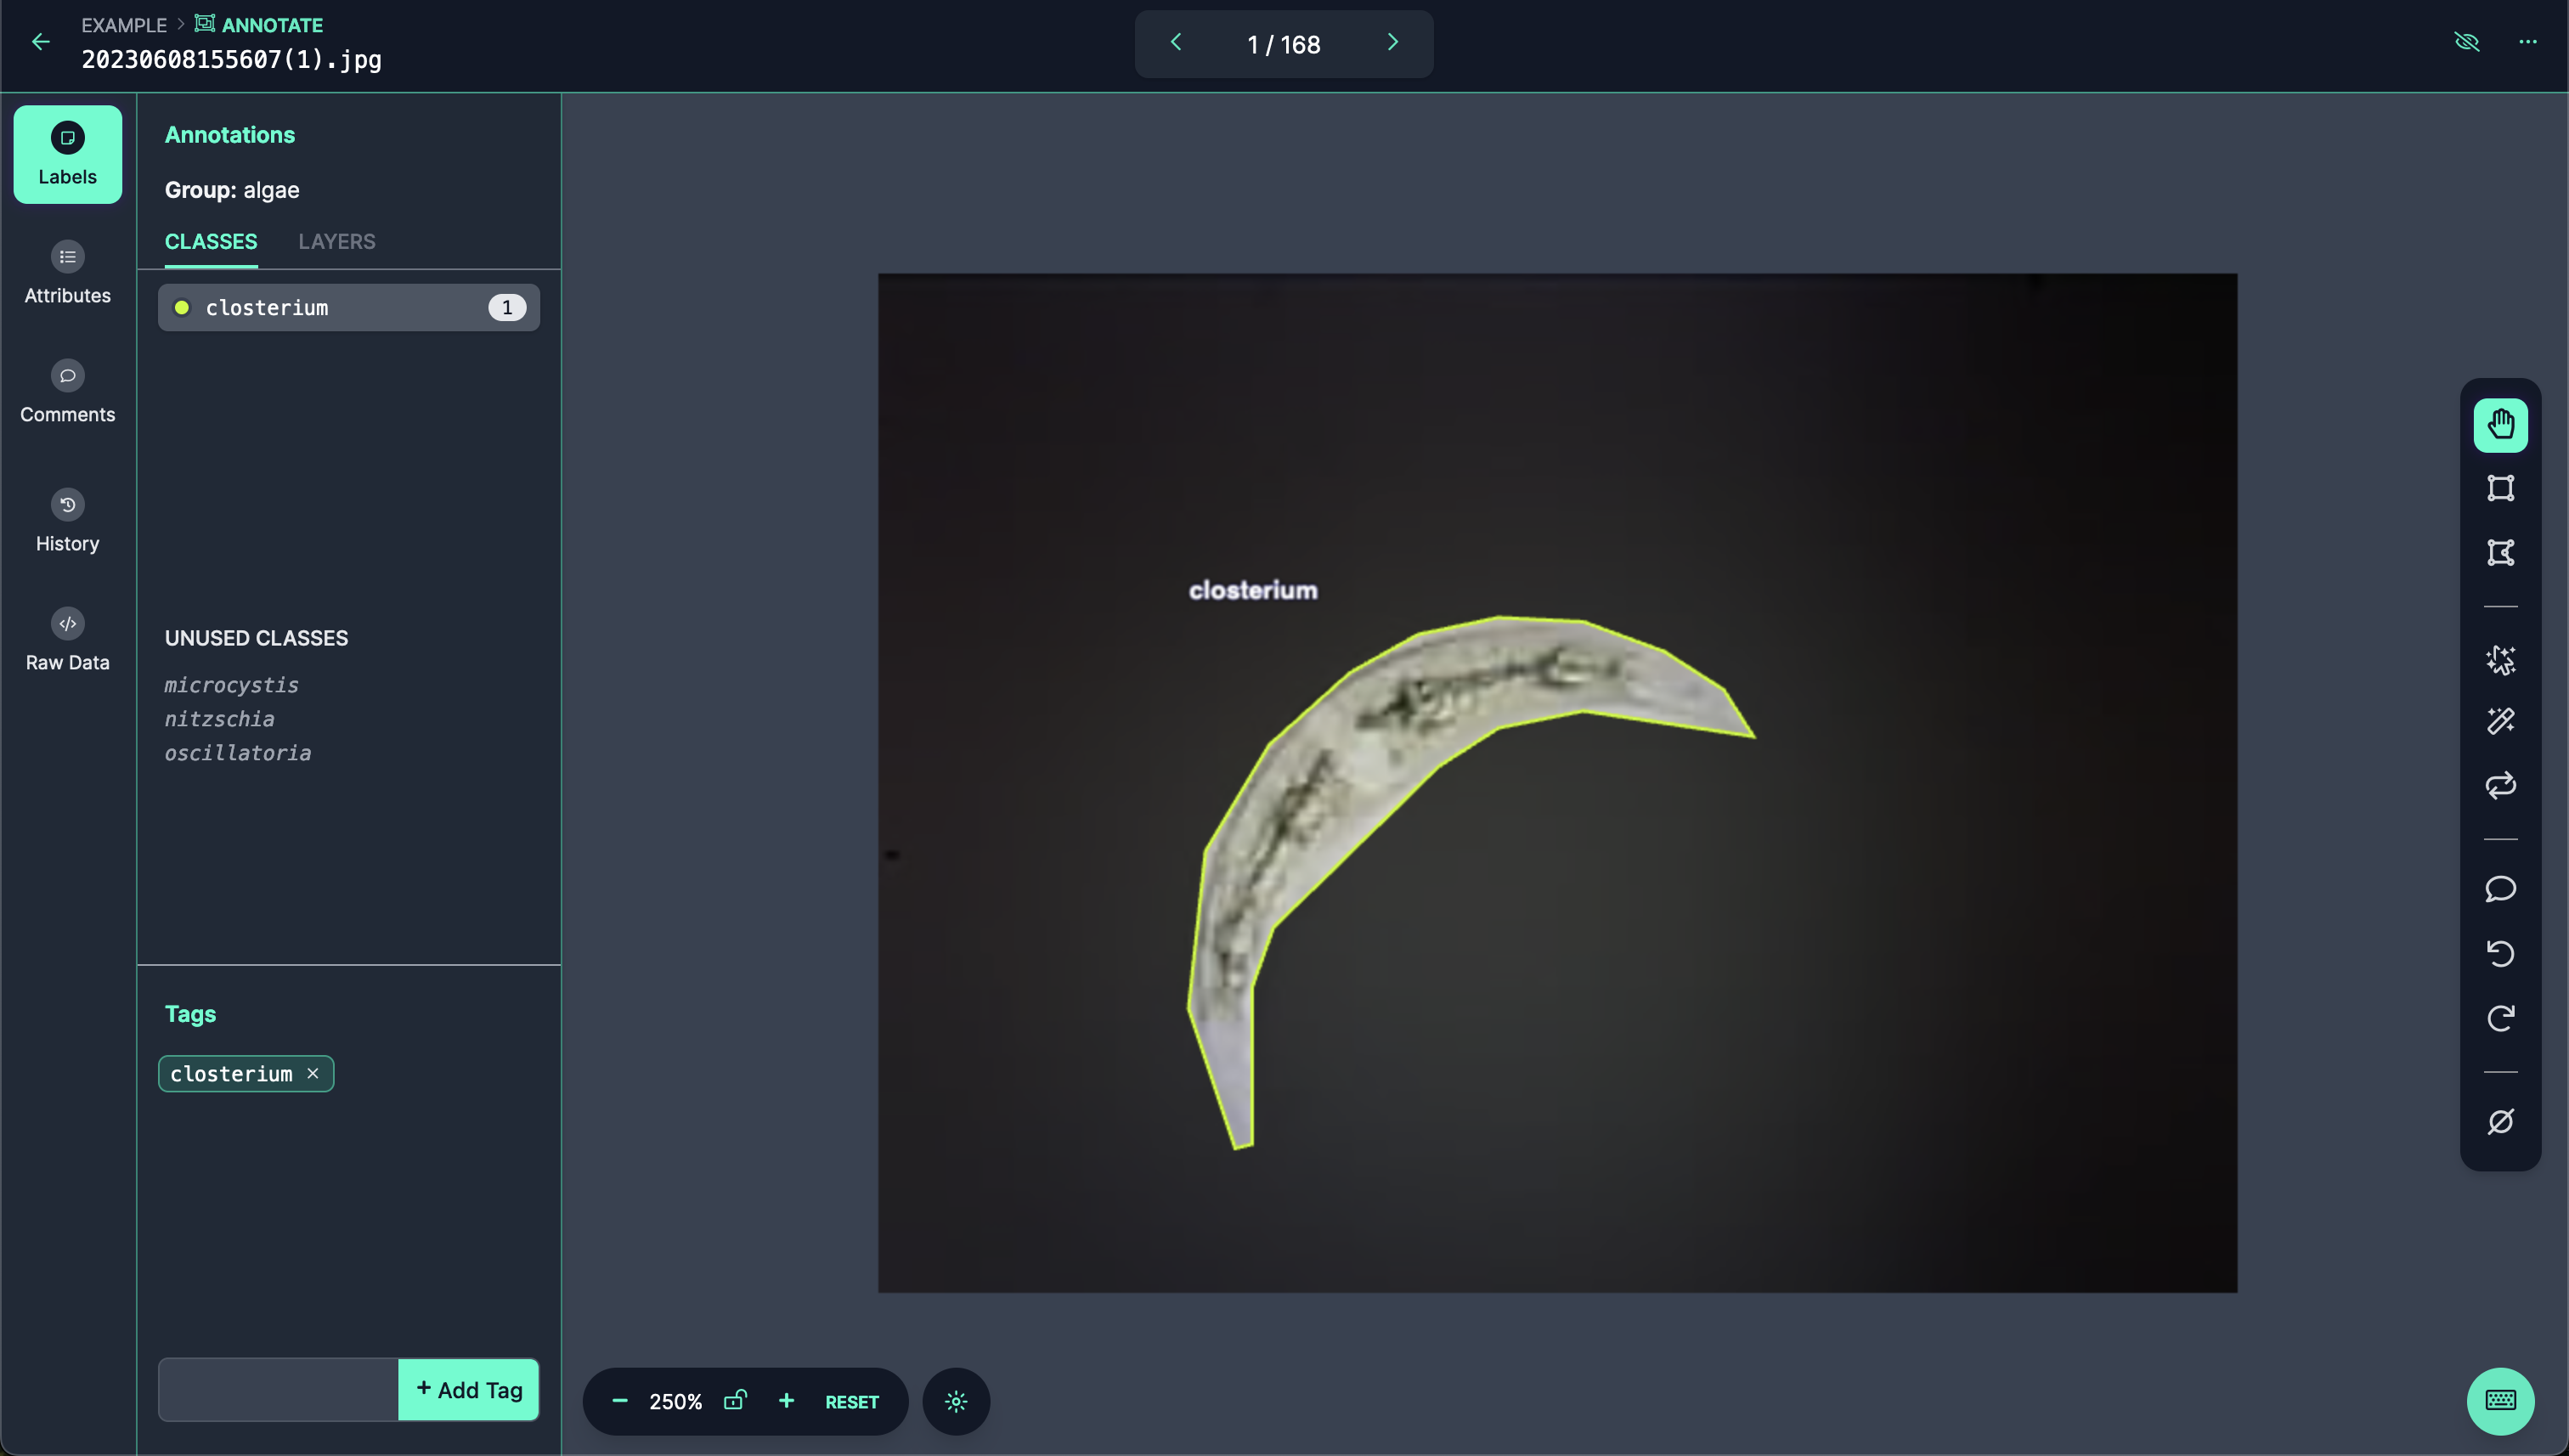 EXAMPLE > ANNOTATE
20230608155607(1).jpg
1 / 168
Labels
Attributes
Comments
History
Raw Data
Annotations
Group: algae
CLASSES LAYERS
closterium 1
UNUSED CLASSES
microcystis
nitzschia
oscillatoria
Tags
closterium ×
+ Add Tag
closterium
− 250% + RESET